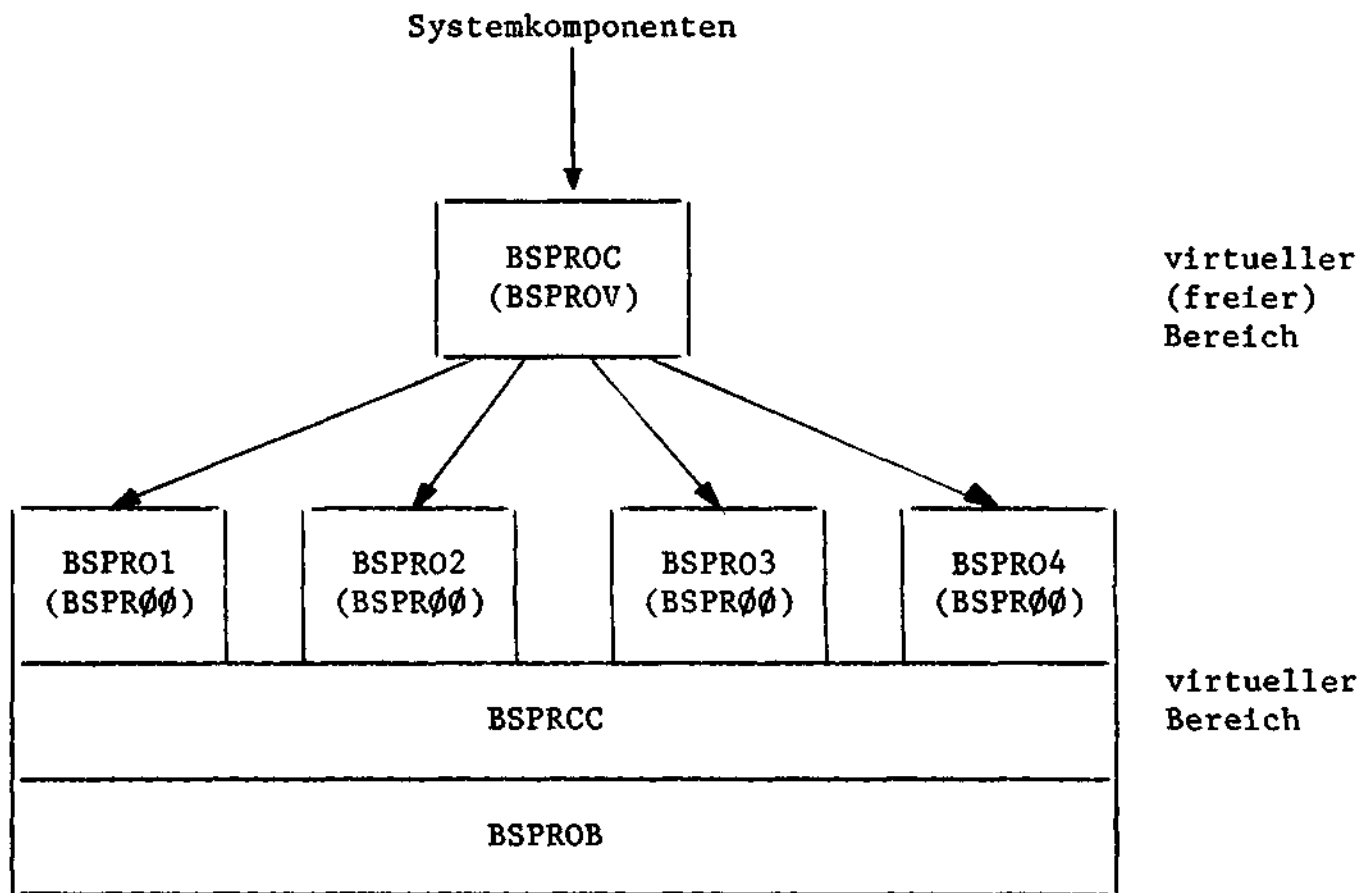 Systemkomponenten
BSPROC
(BSPROV)
virtueller
(freier)
Bereich
BSPRO1
(BSPRØØ)
BSPRO2
(BSPRØØ)
BSPRO3
(BSPRØØ)
BSPRO4
(BSPRØØ)
BSPRCC
virtueller
Bereich
BSPROB